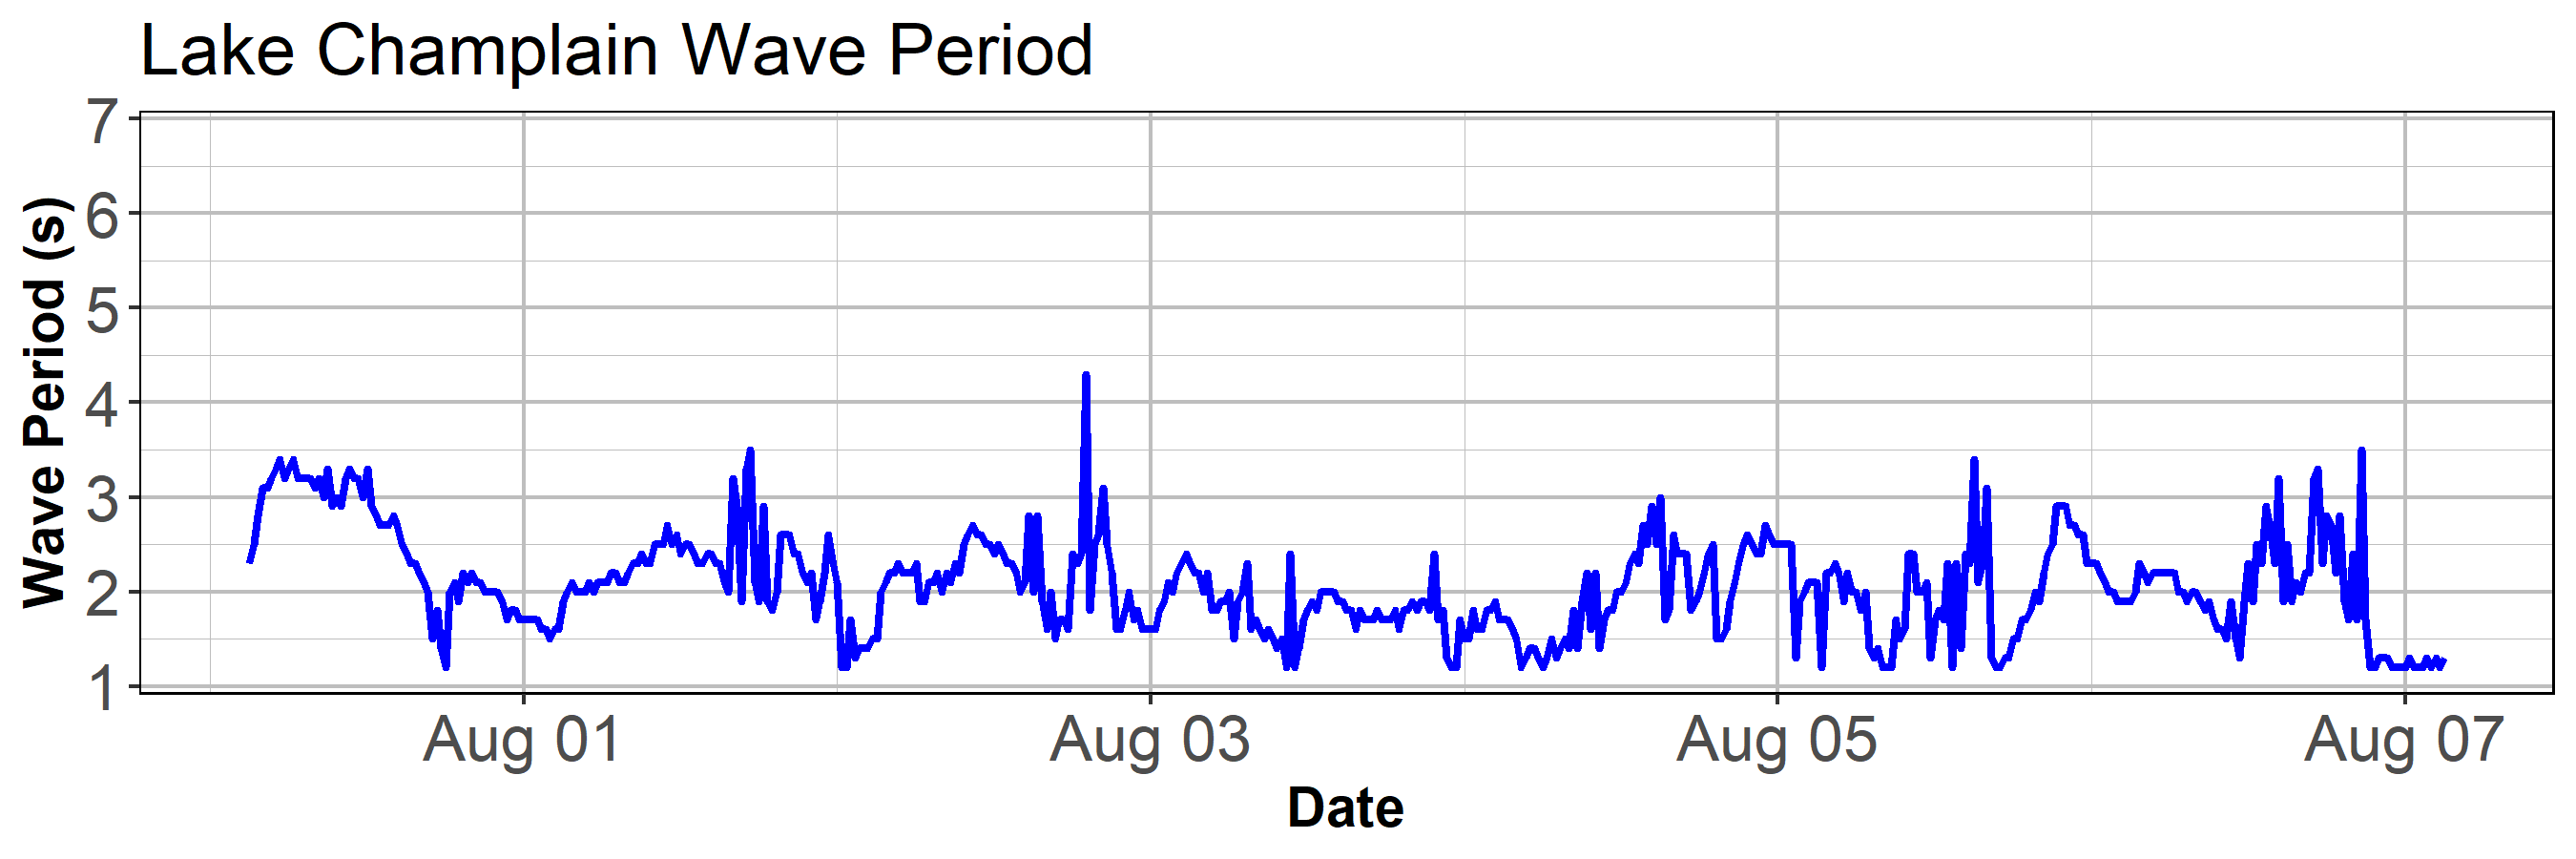 Lake Champlain Wave Period
Wave Period (s)
7
6
5
4
3
2
1
Aug 01
Aug 03
Aug 05
Aug 07
Date